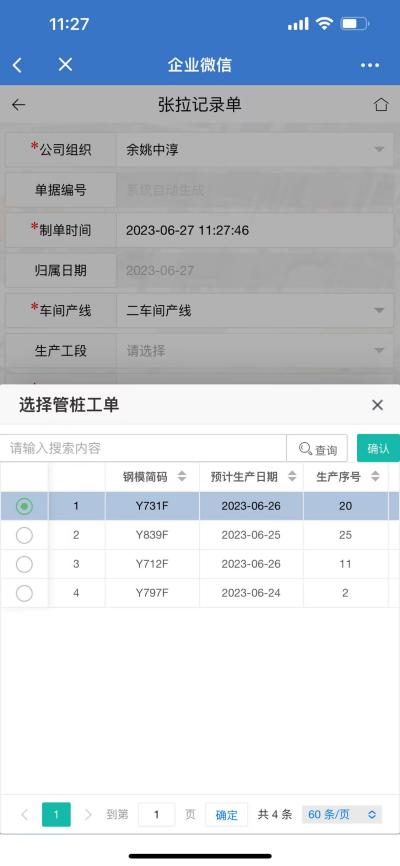 11:27
企业微信
张拉记录单
*公司组织 余姚中淳
单据编号 系统自动生成
*制单时间 2023-06-27 11:27:46
归属日期 2023-06-27
*车间产线 二车间产线
生产工段 请选择
选择管桩工单
请输入搜索内容 查询 确认
钢模简码 预计生产日期 生产序号
1 Y731F 2023-06-26 20
2 Y839F 2023-06-25 25
3 Y712F 2023-06-26 11
4 Y797F 2023-06-24 2
1 到第 1 页 确定 共 4 条 60 条/页